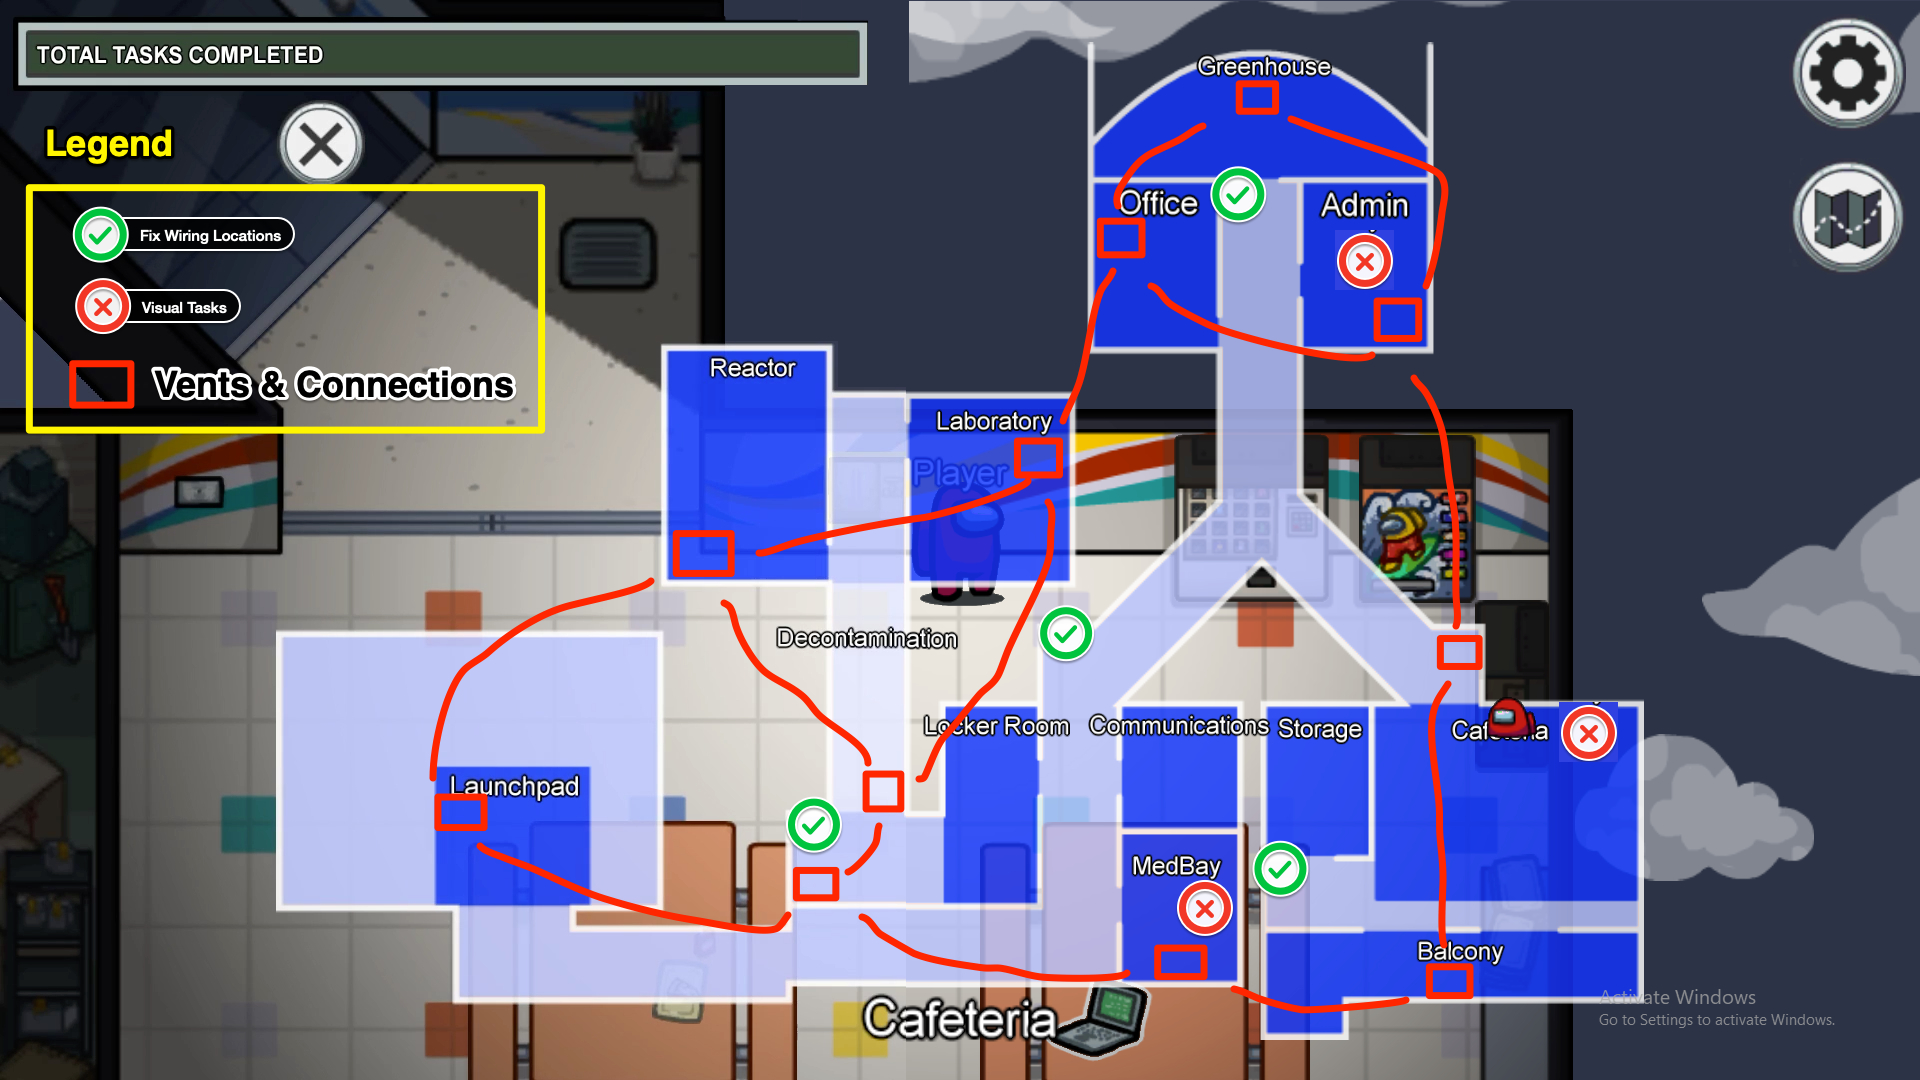 TOTAL TASKS COMPLETED
Legend
Fix Wiring Locations
Visual Tasks
Vents & Connections
Greenhouse
Office
Admin
Reactor
Laboratory
Player
Decontamination
Locker Room
Communications
Storage
Cafeteria
Launchpad
MedBay
Balcony
Cafeteria
Activate Windows
Go to Settings to activate Windows.